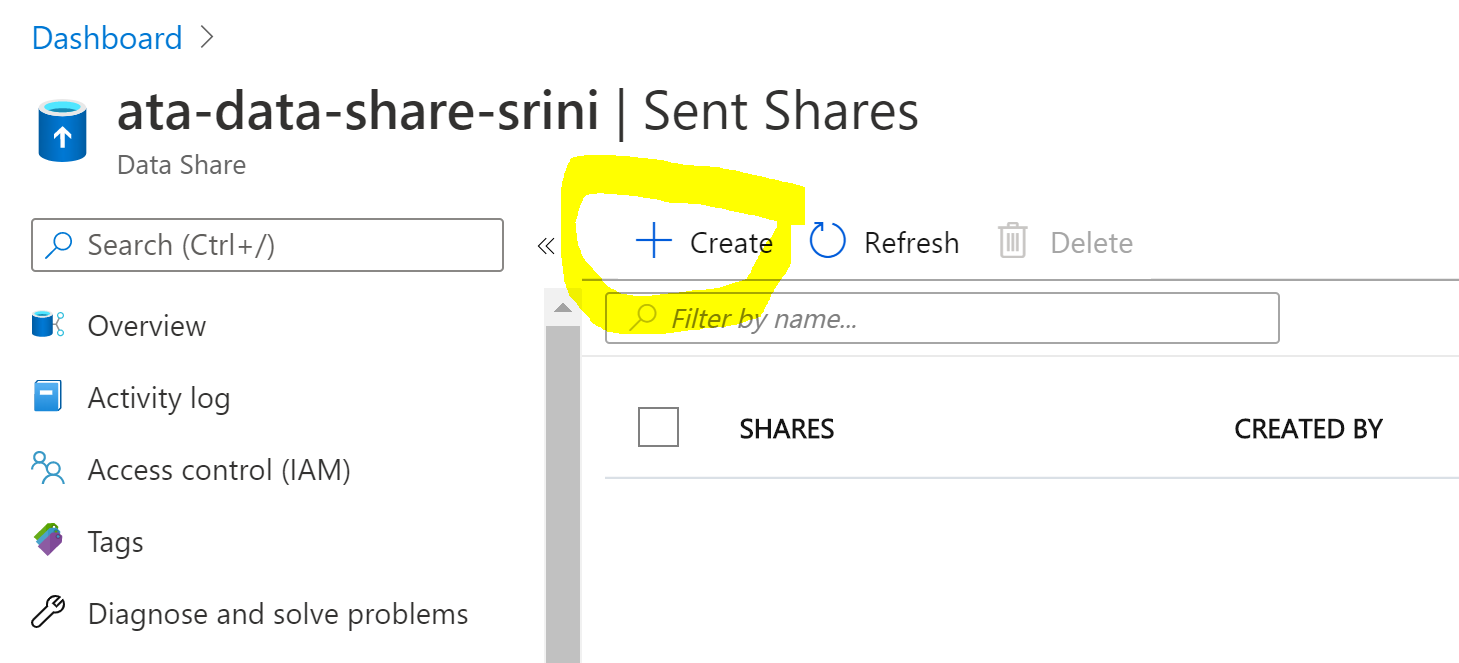 Dashboard >
ata-data-share-srini | Sent Shares
Data Share
Search (Ctrl+/)
«
Create Refresh Delete
Filter by name...
Overview
Activity log
Access control (IAM)
Tags
Diagnose and solve problems
SHARES CREATED BY